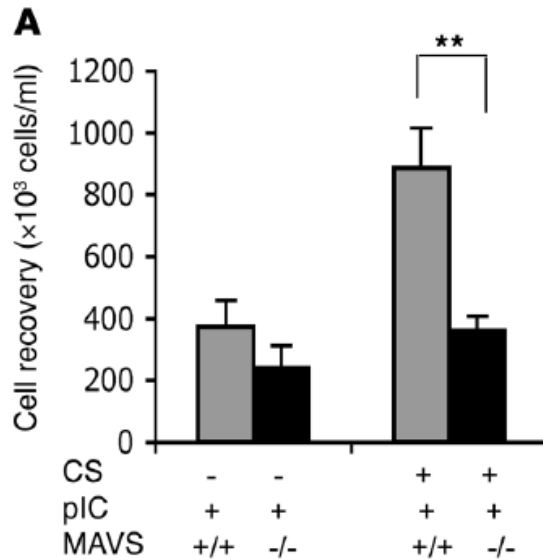 A
**
Cell recovery (×10³ cells/ml)
1200
1000
800
600
400
200
0
CS - - + +
pIC + + + +
MAVS +/+ -/- +/+ -/-